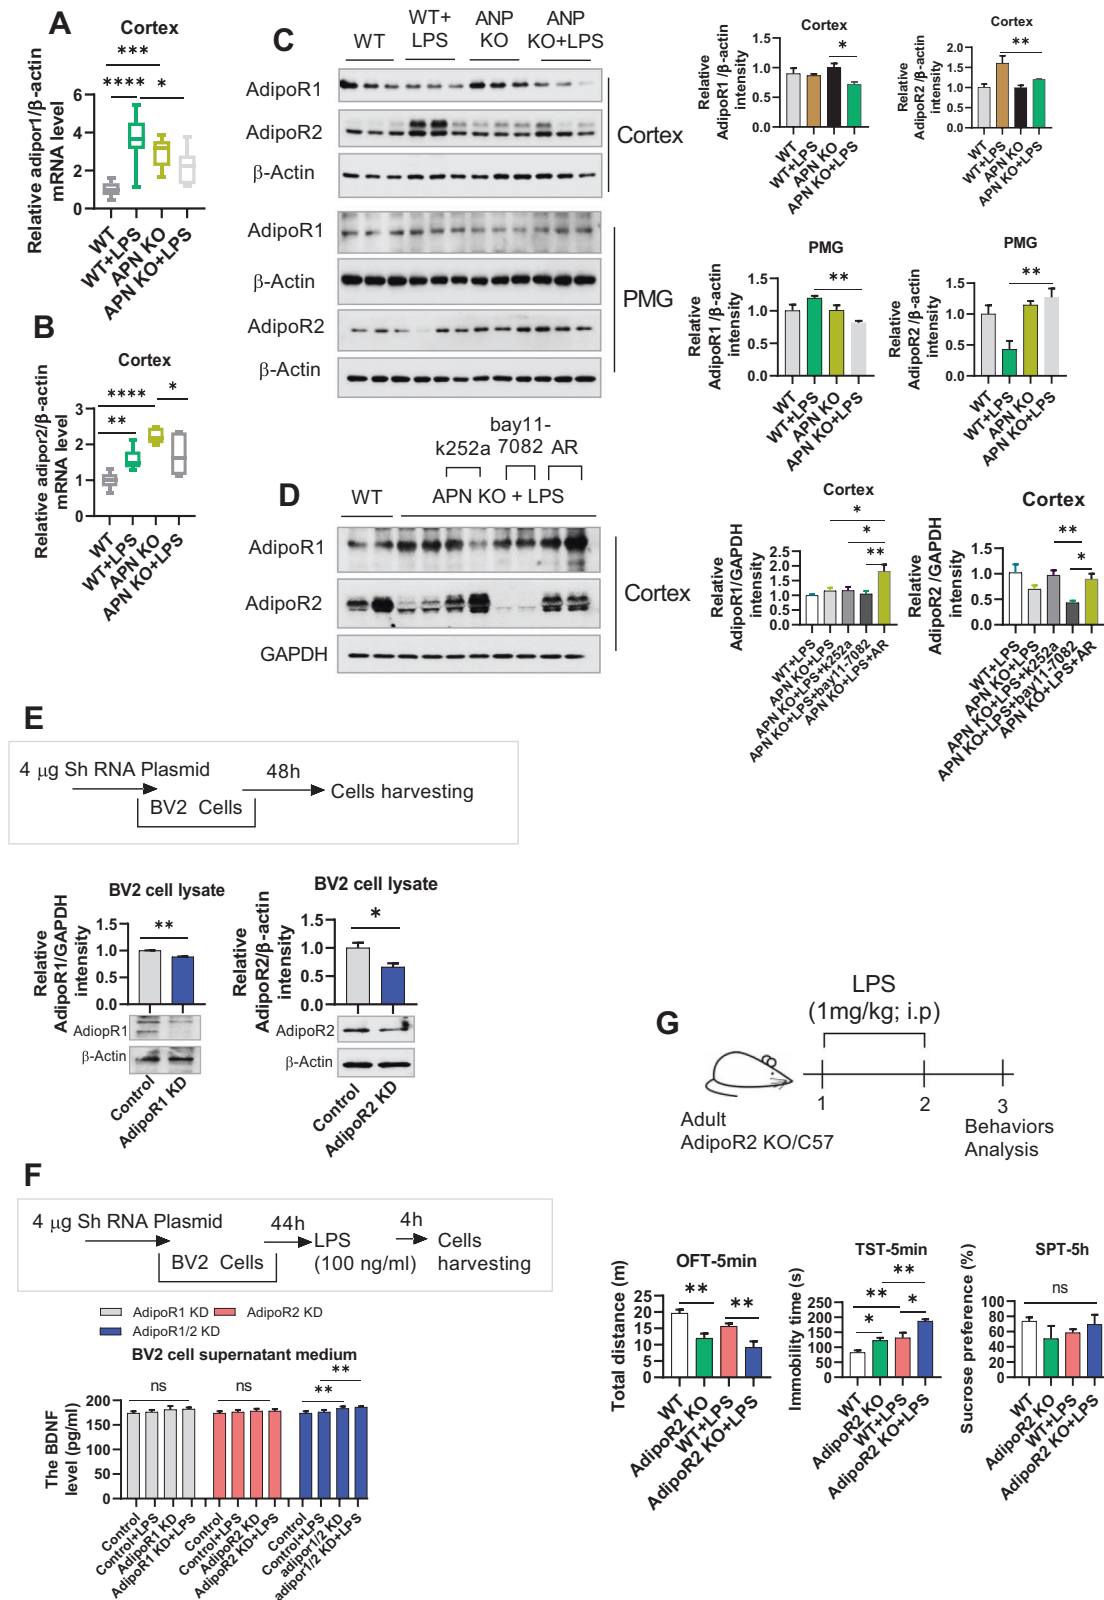 A
Cortex
***
****
*
Relative adipor1/β-actin
mRNA level
6
4
2
0
WT
WT+LPS
APN KO
APN KO+LPS
B
Cortex
****
*
**
Relative adipor2/β-actin
mRNA level
3
2
1
0
WT
WT+LPS
APN KO
APN KO+LPS
C
WT
WT+
LPS
ANP
KO
ANP
KO+LPS
AdipoR1
AdipoR2
β-Actin
Cortex
AdipoR1
β-Actin
AdipoR2
β-Actin
PMG
Cortex
*
Relative
AdipoR1 /β-actin
intensity
1.5
1.0
0.5
0.0
WT
WT+LPS
APN KO
APN KO+LPS
Cortex
**
Relative
AdipoR2 /β-actin
intensity
2.0
1.5
1.0
0.5
0.0
WT
WT+LPS
APN KO
APN KO+LPS
PMG
**
Relative
AdipoR1 /β-actin
intensity
1.5
1.0
0.5
0.0
WT
WT+LPS
APN KO
APN KO+LPS
PMG
**
Relative
AdipoR2 /β-actin
intensity
1.5
1.0
0.5
0.0
WT
WT+LPS
APN KO
APN KO+LPS
D
bay11-
k252a
7082
AR
WT
APN KO + LPS
AdipoR1
AdipoR2
GAPDH
Cortex
Cortex
*
*
**
Relative
AdipoR1/GAPDH
intensity
2.5
2.0
1.5
1.0
0.5
0.0
WT+LPS
APN KO+LPS
APN KO+LPS+k252a
APN KO+LPS+bay11-7082
APN KO+LPS+AR
Cortex
**
*
Relative
AdipoR2 /GAPDH
intensity
1.5
1.0
0.5
0.0
WT+LPS
APN KO+LPS
APN KO+LPS+k252a
APN KO+LPS+bay11-7082
APN KO+LPS+AR
E
4 μg Sh RNA Plasmid
48h
BV2 Cells
Cells harvesting
BV2 cell lysate
**
Relative
AdipoR1/GAPDH
intensity
1.5
1.0
0.5
0.0
AdiopR1
β-Actin
Control
AdipoR1 KD
BV2 cell lysate
*
Relative
AdipoR2/β-actin
intensity
1.5
1.0
0.5
0.0
AdipoR2
β-Actin
Control
AdipoR2 KD
F
4 μg Sh RNA Plasmid
44h
4h
BV2 Cells
LPS
(100 ng/ml)
Cells
harvesting
AdipoR1 KD
AdipoR2 KD
AdipoR1/2 KD
BV2 cell supernatant medium
ns
ns
**
**
The BDNF
level (pg/ml)
200
150
100
50
0
Control
Control+LPS
AdipoR1 KD
AdipoR1 KD+LPS
Control
Control+LPS
AdipoR2 KD
AdipoR2 KD+LPS
Control
Control+LPS
adipor1/2 KD
adipor1/2 KD+LPS
G
LPS
(1mg/kg; i.p)
1
2
3
Adult
AdipoR2 KO/C57
Behaviors
Analysis
OFT-5min
**
**
Total distance (m)
25
20
15
10
5
0
WT
AdipoR2 KO
WT+LPS
AdipoR2 KO+LPS
TST-5min
**
**
*
*
Immobility time (s)
250
200
150
100
50
0
WT
AdipoR2 KO
WT+LPS
AdipoR2 KO+LPS
SPT-5h
ns
Sucrose preference (%)
100
80
60
40
20
0
WT
AdipoR2 KO
WT+LPS
AdipoR2 KO+LPS